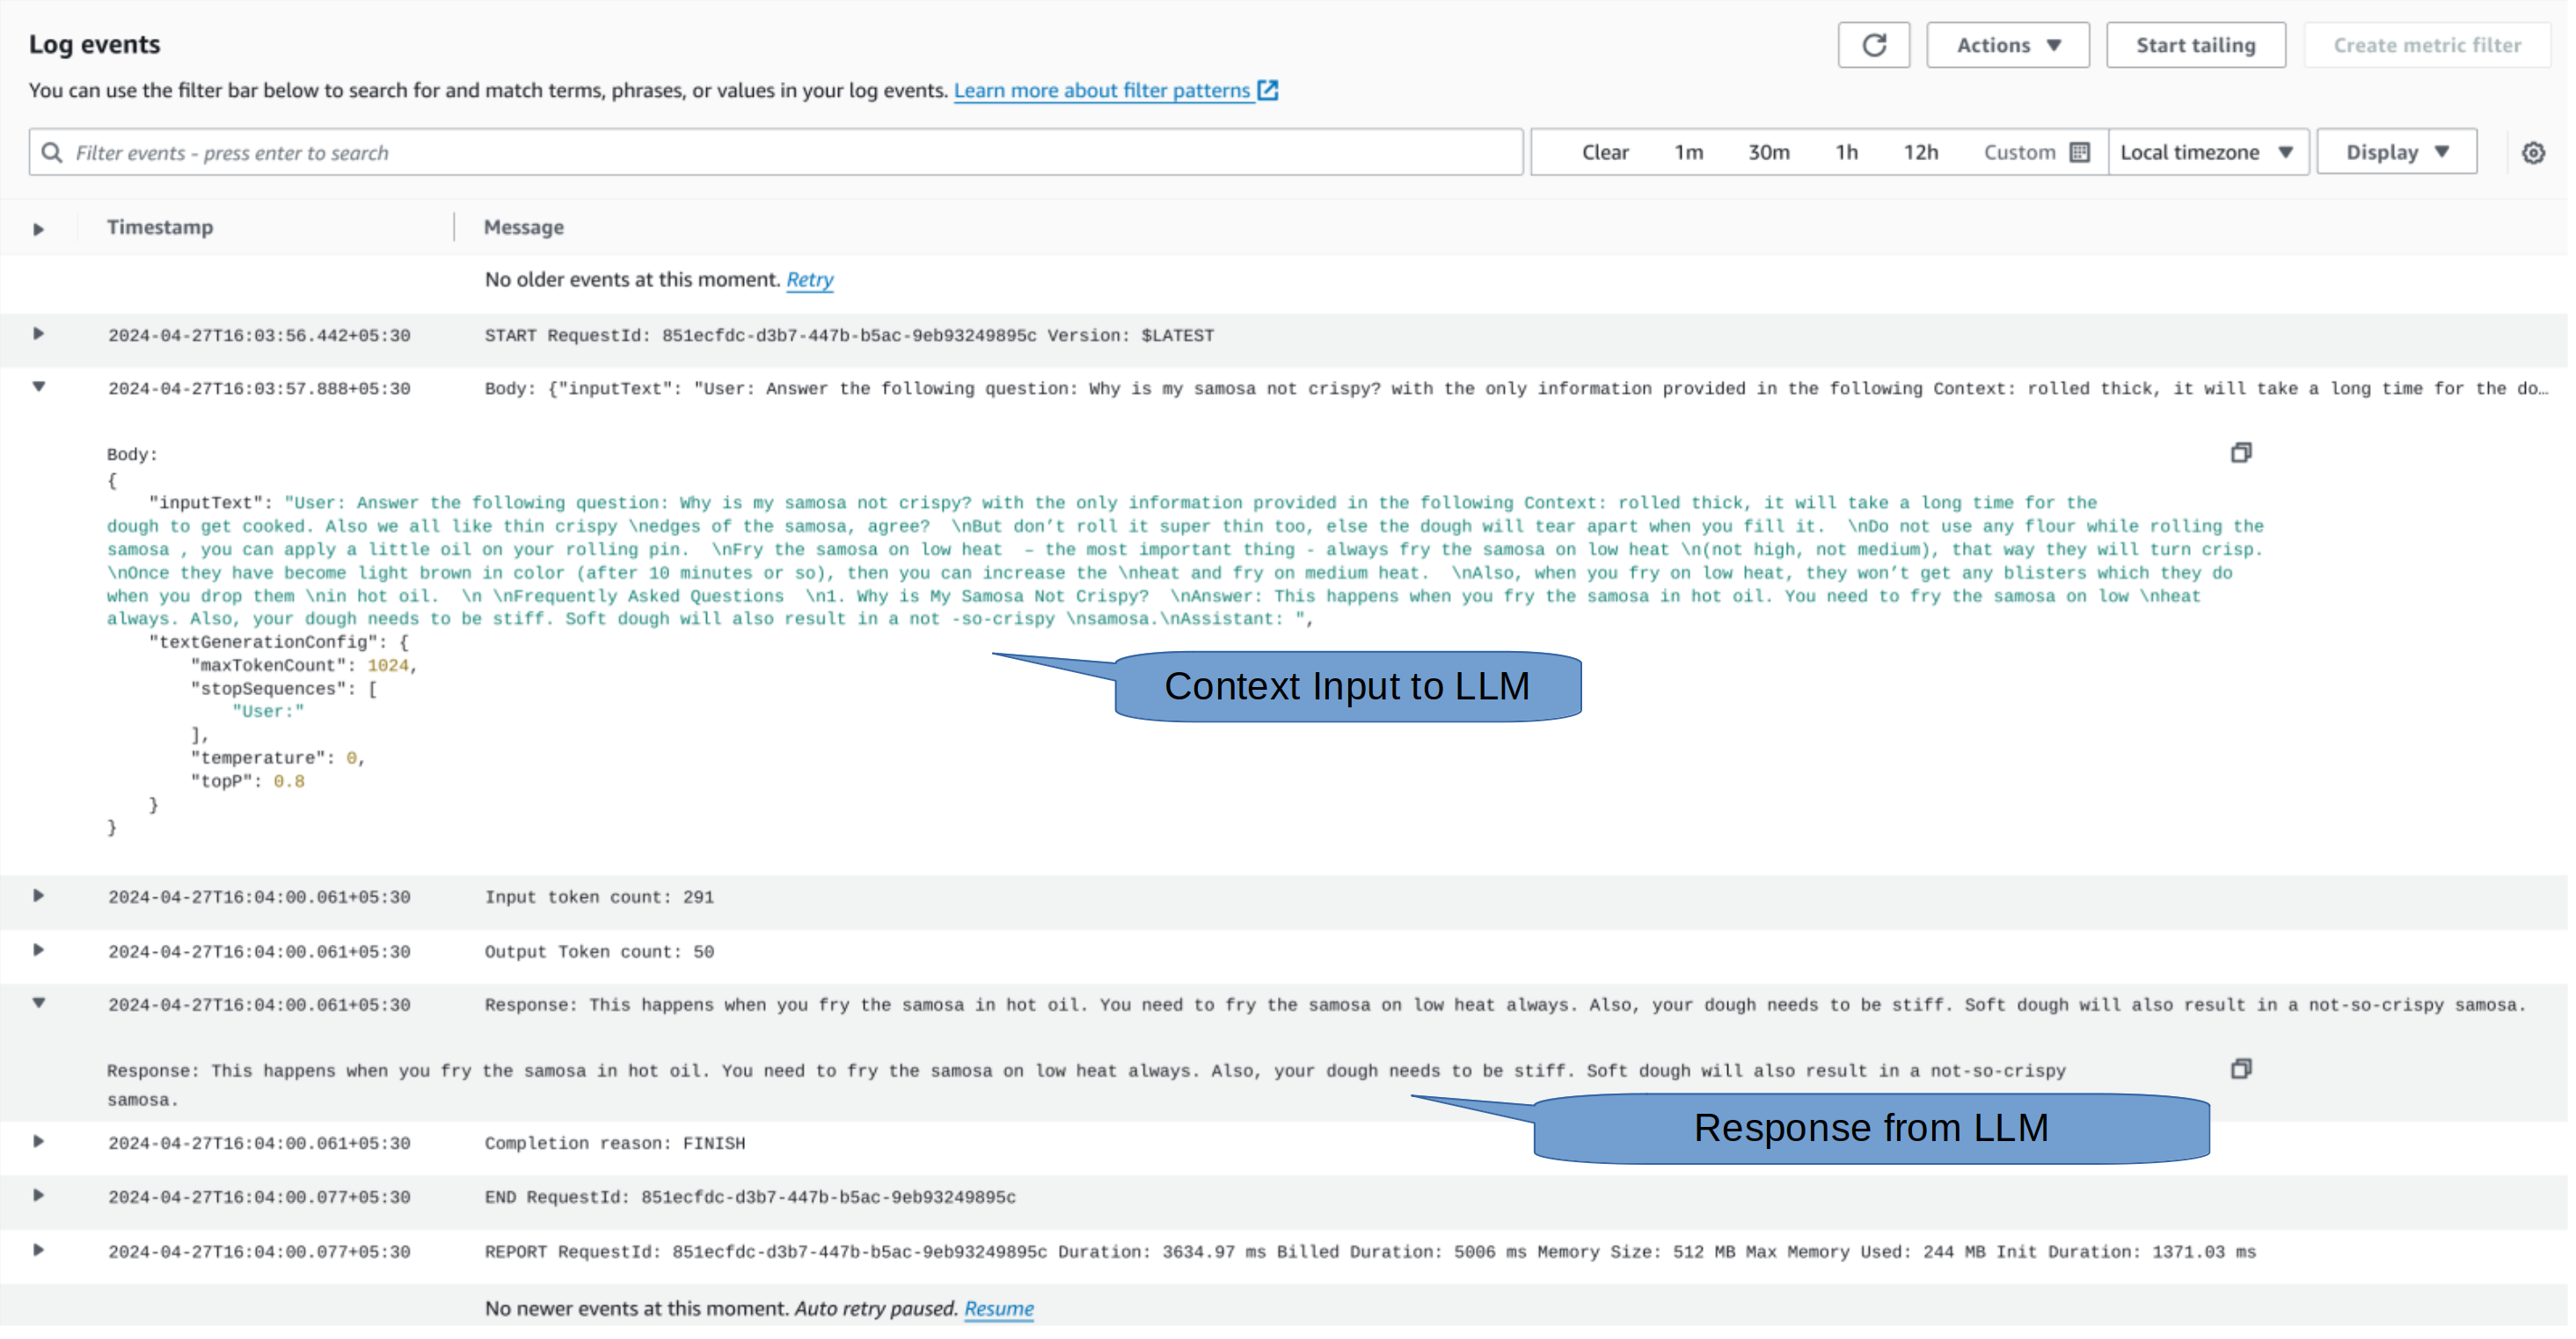 Log events
Actions
Start tailing
Create metric filter
You can use the filter bar below to search for and match terms, phrases, or values in your log events. Learn more about filter patterns
Filter events - press enter to search
Clear 1m 30m 1h 12h Custom Local timezone Display
Timestamp Message
No older events at this moment. Retry
2024-04-27T16:03:56.442+05:30 START RequestId: 851ecfdc-d3b7-447b-b5ac-9eb93249895c Version: $LATEST
2024-04-27T16:03:57.888+05:30 Body: {"inputText": "User: Answer the following question: Why is my samosa not crispy? with the only information provided in the following Context: rolled thick, it will take a long time for the do…
Body:
{
"inputText": "User: Answer the following question: Why is my samosa not crispy? with the only information provided in the following Context: rolled thick, it will take a long time for the
dough to get cooked. Also we all like thin crispy \nedges of the samosa, agree?  \nBut don’t roll it super thin too, else the dough will tear apart when you fill it.  \nDo not use any flour while rolling the
samosa , you can apply a little oil on your rolling pin.  \nFry the samosa on low heat  – the most important thing - always fry the samosa on low heat \n(not high, not medium), that way they will turn crisp.
\nOnce they have become light brown in color (after 10 minutes or so), then you can increase the \nheat and fry on medium heat.  \nAlso, when you fry on low heat, they won’t get any blisters which they do
when you drop them \nin hot oil.  \n \nFrequently Asked Questions  \n1. Why is My Samosa Not Crispy?  \nAnswer: This happens when you fry the samosa in hot oil. You need to fry the samosa on low \nheat
always. Also, your dough needs to be stiff. Soft dough will also result in a not -so-crispy \nsamosa.\nAssistant: ",
"textGenerationConfig": {
"maxTokenCount": 1024,
"stopSequences": [
"User:"
],
"temperature": 0,
"topP": 0.8
}
}
Context Input to LLM
2024-04-27T16:04:00.061+05:30 Input token count: 291
2024-04-27T16:04:00.061+05:30 Output Token count: 50
2024-04-27T16:04:00.061+05:30 Response: This happens when you fry the samosa in hot oil. You need to fry the samosa on low heat always. Also, your dough needs to be stiff. Soft dough will also result in a not-so-crispy samosa.
Response: This happens when you fry the samosa in hot oil. You need to fry the samosa on low heat always. Also, your dough needs to be stiff. Soft dough will also result in a not-so-crispy
samosa.
Response from LLM
2024-04-27T16:04:00.061+05:30 Completion reason: FINISH
2024-04-27T16:04:00.077+05:30 END RequestId: 851ecfdc-d3b7-447b-b5ac-9eb93249895c
2024-04-27T16:04:00.077+05:30 REPORT RequestId: 851ecfdc-d3b7-447b-b5ac-9eb93249895c Duration: 3634.97 ms Billed Duration: 5006 ms Memory Size: 512 MB Max Memory Used: 244 MB Init Duration: 1371.03 ms
No newer events at this moment. Auto retry paused. Resume